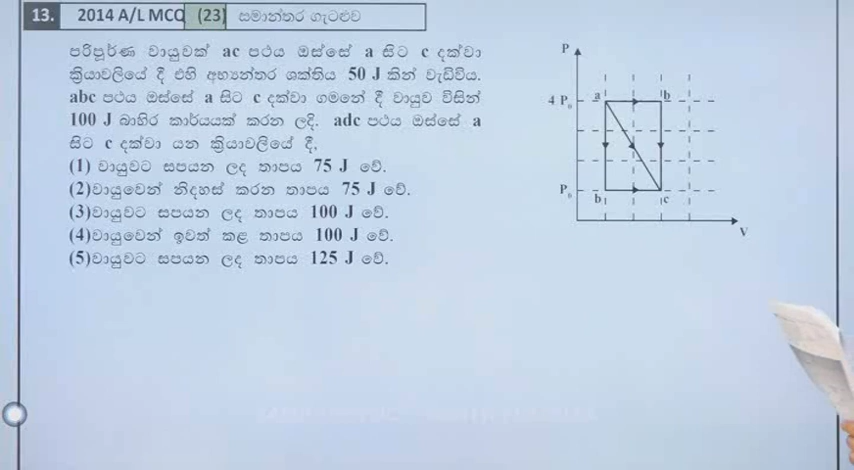 13. 2014 A/L MCQ (23) සමාන්තර ගැටළුව
පරිපූර්ණ වායුවක් ac පථය ඔස්සේ a සිට c දක්වා
ක්‍රියාවලියේ දී එහි අභ්‍යන්තර ශක්තිය 50 J කින් වැඩිවිය.
abc පථය ඔස්සේ a සිට c දක්වා ගමනේ දී වායුව විසින්
100 J බාහිර කාර්යයක් කරන ලදි. adc පථය ඔස්සේ a
සිට c දක්වා යන ක්‍රියාවලියේ දී,
(1) වායුවට සපයන ලද තාපය 75 J වේ.
(2)වායුවෙන් නිදහස් කරන තාපය 75 J වේ.
(3)වායුවට සපයන ලද තාපය 100 J වේ.
(4)වායුවෙන් ඉවත් කළ තාපය 100 J වේ.
(5)වායුවට සපයන ලද තාපය 125 J වේ.
P
4 P₀ a b
P₀
b c
V